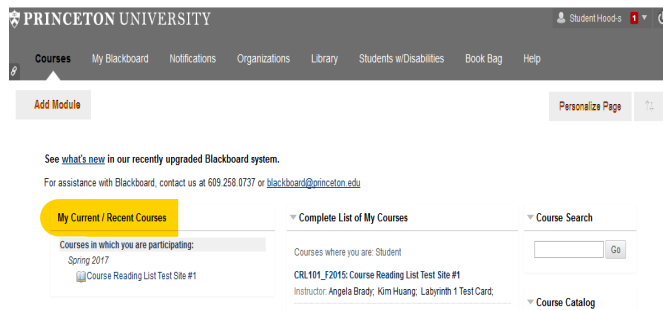 PRINCETON UNIVERSITY
Student Hood-s 1
Courses My Blackboard Notifications Organizations Library Students w/Disabilities Book Bag Help
Add Module
Personalize Page
See what's new in our recently upgraded Blackboard system.
For assistance with Blackboard, contact us at 609.258.0737 or blackboard@princeton.edu
My Current / Recent Courses
Courses in which you are participating:
Spring 2017
Course Reading List Test Site #1
Complete List of My Courses
Courses where you are: Student
CRL101_F2015: Course Reading List Test Site #1
Instructor: Angela Brady; Kim Huang; Labyrinth 1 Test Card;
Course Search
Go
Course Catalog